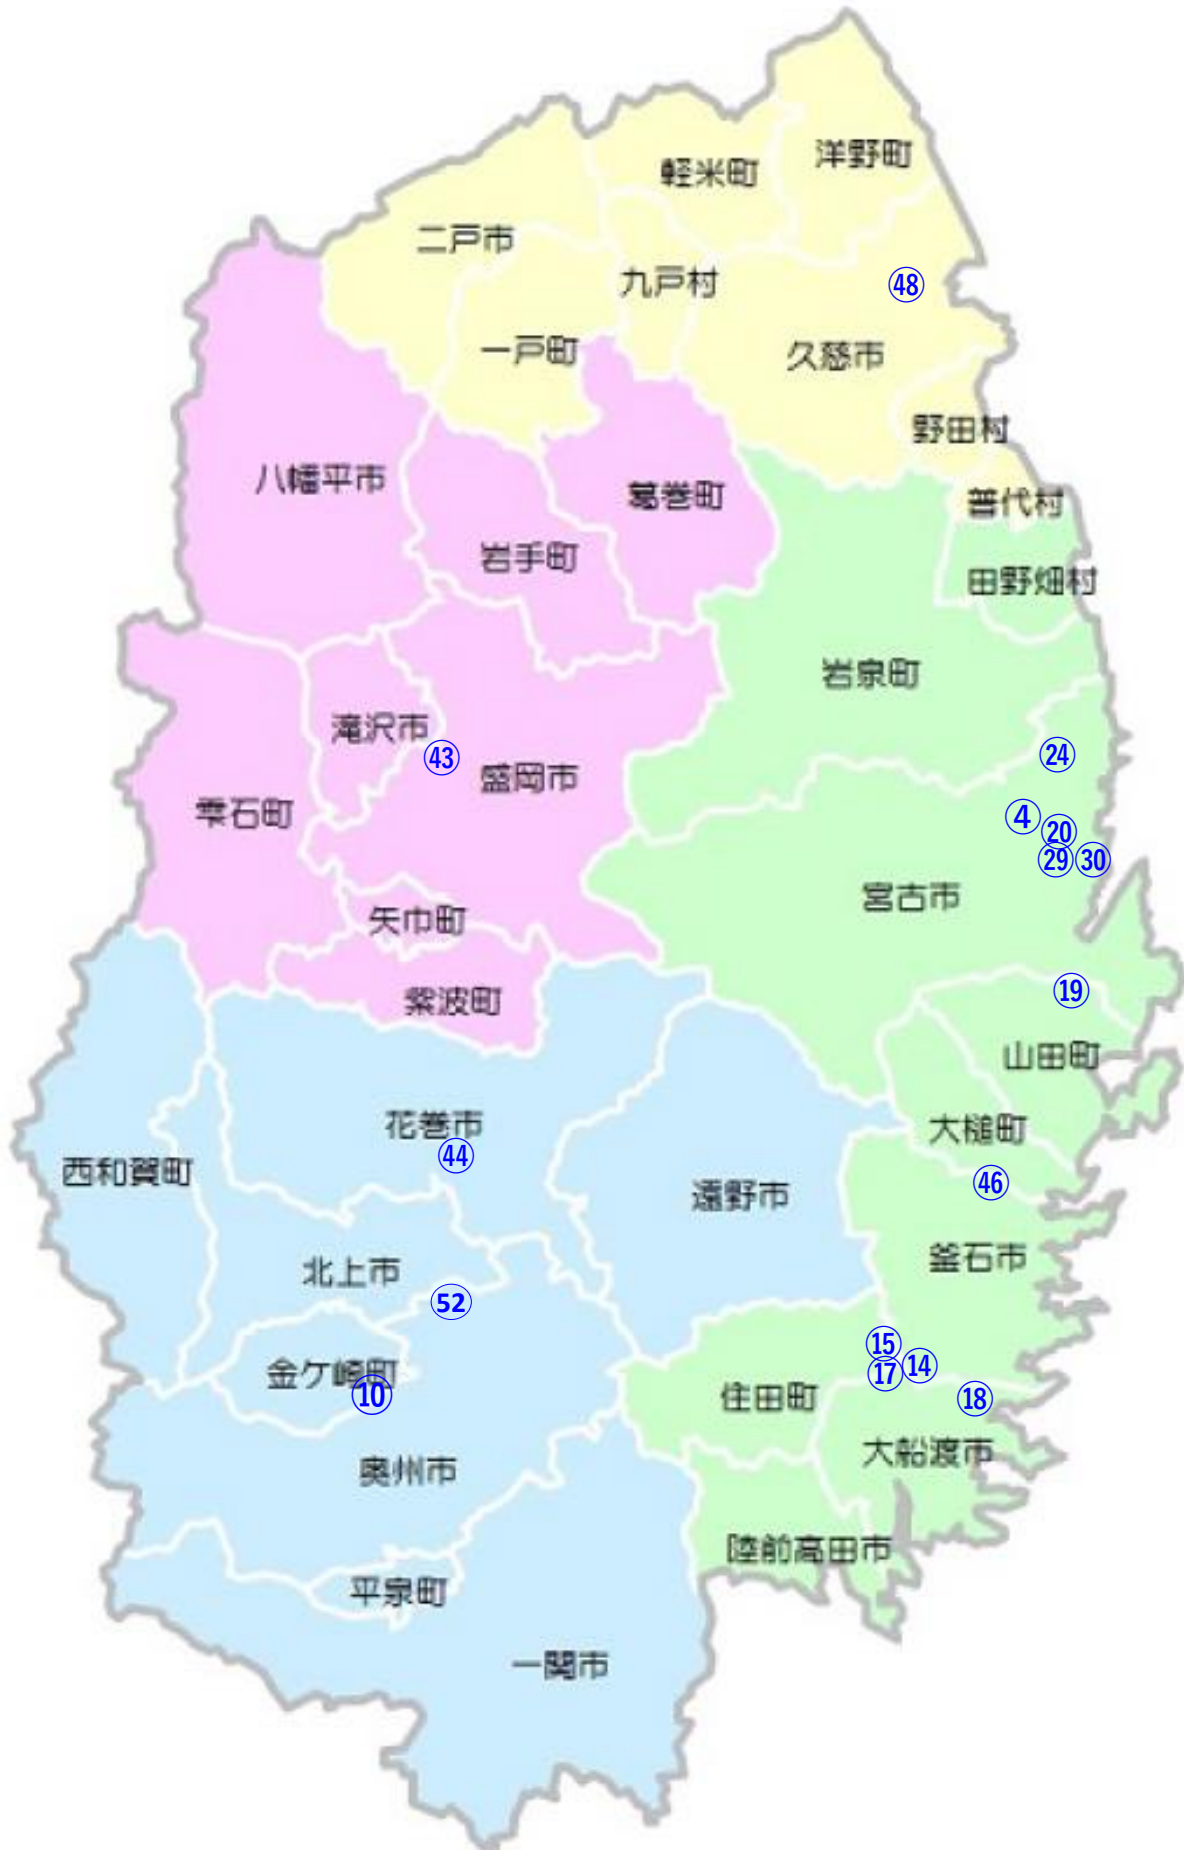 洋野町
軽米町
二戸市
九戸村
㊽
一戸町
久慈市
野田村
八幡平市
葛巻町
普代村
岩手町
田野畑村
岩泉町
滝沢市
㊸
盛岡市
㉔
雫石町
④
⑳
㉙
㉚
宮古市
矢巾町
紫波町
⑲
山田町
花巻市
大槌町
㊹
西和賀町
遠野市
㊻
釜石市
北上市
52
⑮
⑭
金ケ崎町
⑰
⑩
住田町
⑱
大船渡市
奥州市
陸前高田市
平泉町
一関市